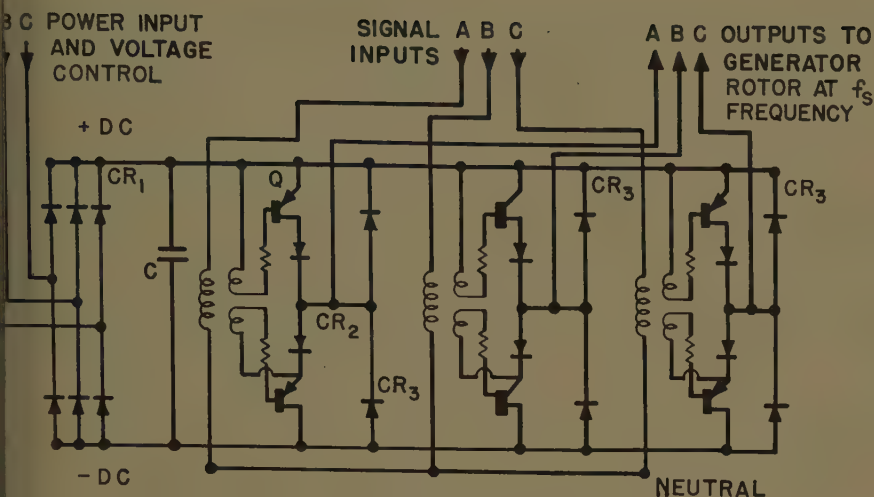 B C POWER INPUT
AND VOLTAGE
CONTROL
SIGNAL A B C
INPUTS
A B C OUTPUTS TO
GENERATOR
ROTOR AT fS
FREQUENCY
+ DC
CR1
Q
CR3
CR3
C
CR2
CR3
- DC
NEUTRAL